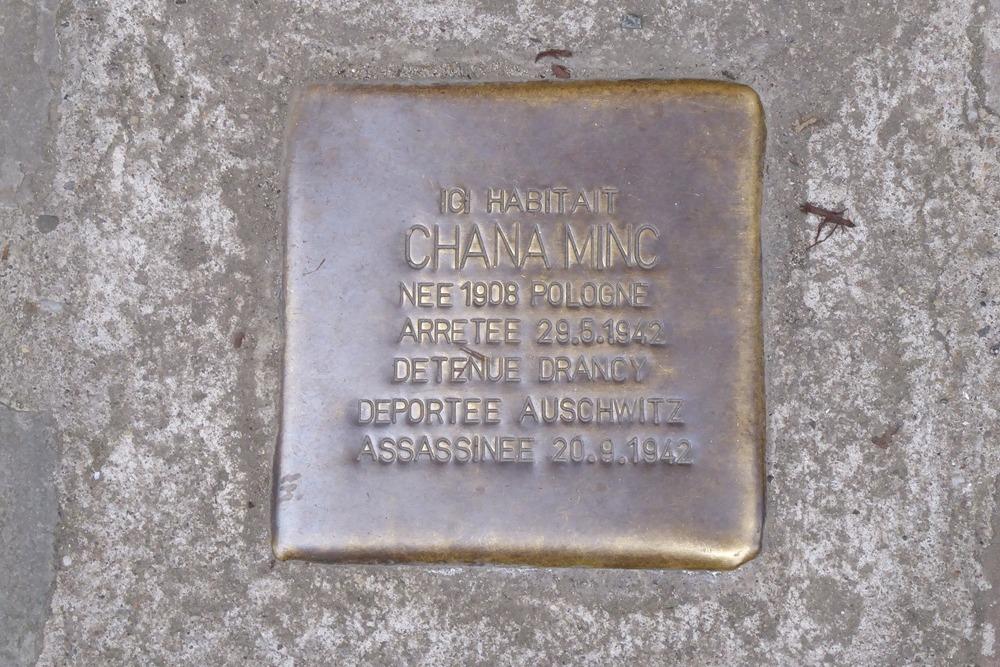 ICI HABITAIT
CHANA MINC
NEE 1908 POLOGNE
ARRETEE 29.5.1942
DETENUE DRANCY
DEPORTEE AUSCHWITZ
ASSASSINEE 20.9.1942